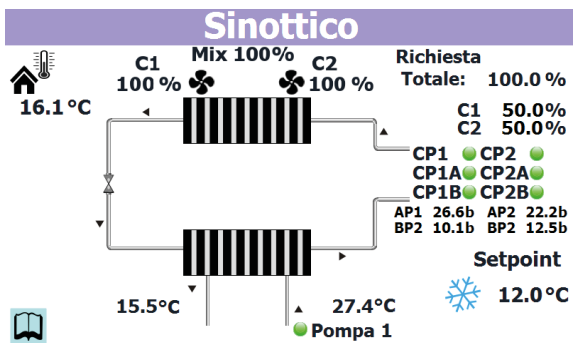 Sinottico
C1 Mix 100% C2
100 % 100 %
Richiesta
Totale: 100.0 %
16.1 °C
C1 50.0%
C2 50.0%
CP1 CP2
CP1A CP2A
CP1B CP2B
AP1 26.6b AP2 22.2b
BP2 10.1b BP2 12.5b
Setpoint
12.0°C
15.5°C 27.4°C
Pompa 1